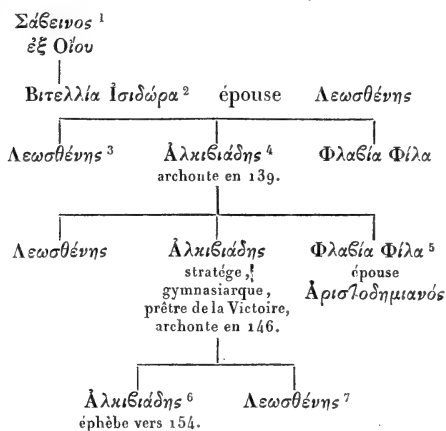 Σάβεινος 1
ἐξ Οἴου
Βιτελλία Ἰσιδώρα 2 épouse Λεωσθένης
Λεωσθένης 3 Ἀλκιβιάδης 4 Φλαβία Φίλα
archonte en 139.
Λεωσθένης Ἀλκιβιάδης Φλαβία Φίλα 5
stratége, épouse
gymnasiarque, Ἀριστοδημιανός
prêtre de la Victoire,
archonte en 146.
Ἀλκιβιάδης 6 Λεωσθένης 7
éphèbe vers 154.